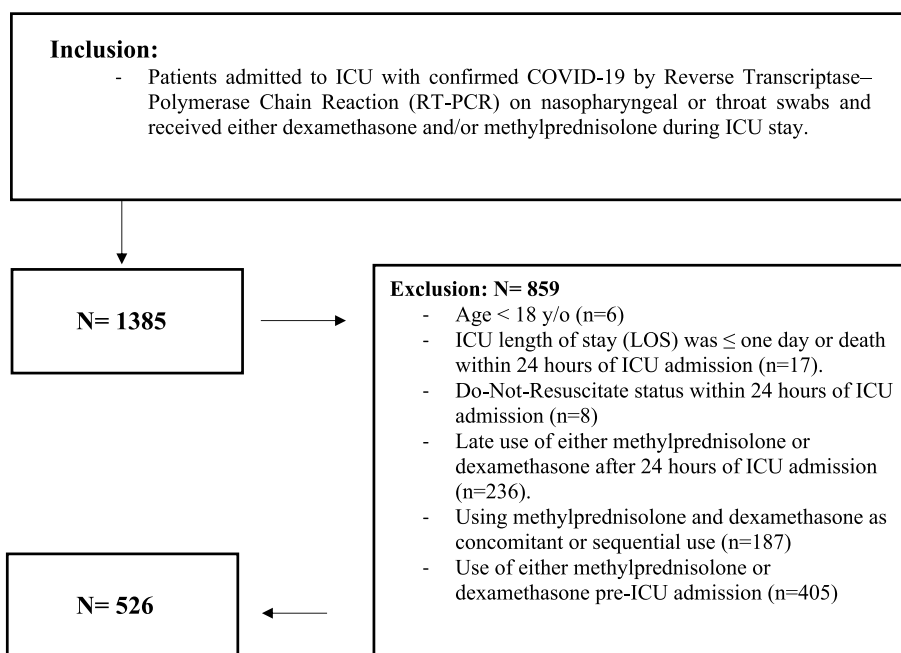 Inclusion:
- Patients admitted to ICU with confirmed COVID-19 by Reverse Transcriptase–
Polymerase Chain Reaction (RT-PCR) on nasopharyngeal or throat swabs and
received either dexamethasone and/or methylprednisolone during ICU stay.
N= 1385
Exclusion: N= 859
- Age < 18 y/o (n=6)
- ICU length of stay (LOS) was ≤ one day or death
within 24 hours of ICU admission (n=17).
- Do-Not-Resuscitate status within 24 hours of ICU
admission (n=8)
- Late use of either methylprednisolone or
dexamethasone after 24 hours of ICU admission
(n=236).
- Using methylprednisolone and dexamethasone as
concomitant or sequential use (n=187)
- Use of either methylprednisolone or
dexamethasone pre-ICU admission (n=405)
N= 526